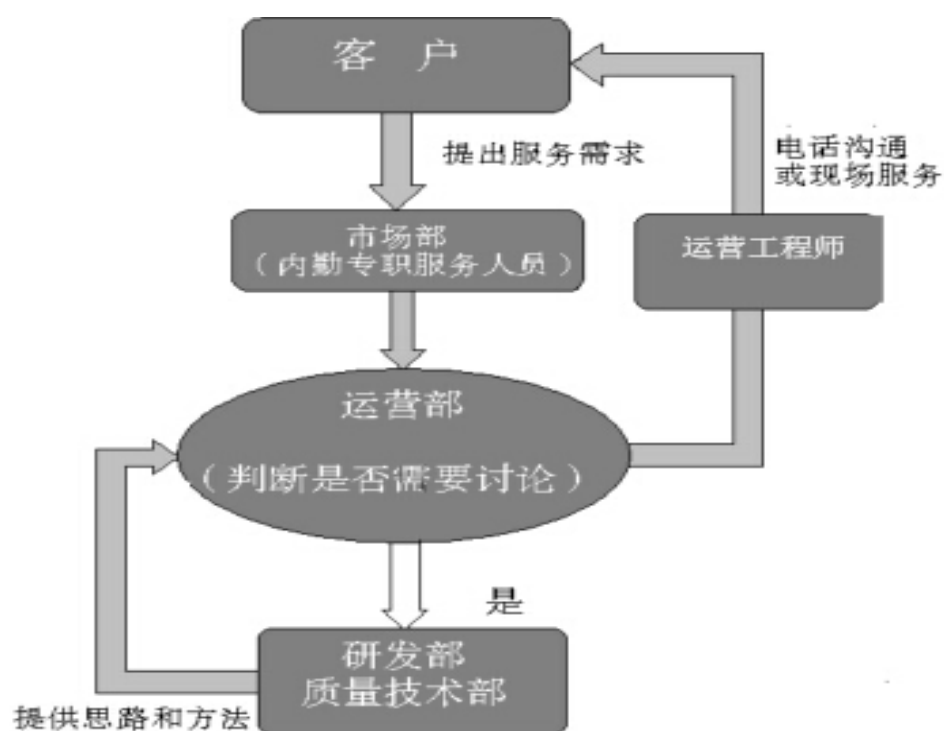 客 户
提出服务需求
电话沟通
或现场服务
市场部
（内勤专职服务人员）
运营工程师
运营部
（判断是否需要讨论）
是
研发部
质量技术部
提供思路和方法